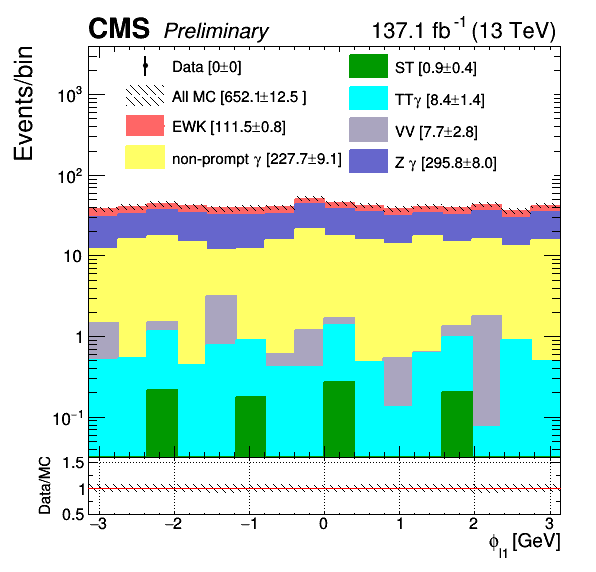 CMS Preliminary 137.1 fb⁻¹ (13 TeV)
Events/bin
Data [0±0]
All MC [652.1±12.5 ]
EWK [111.5±0.8]
non-prompt γ [227.7±9.1]
ST [0.9±0.4]
TTγ [8.4±1.4]
VV [7.7±2.8]
Z γ [295.8±8.0]
10³
10²
10
1
10⁻¹
Data/MC
1.5
1
0.5
−3 −2 −1 0 1 2 3
ϕ_l1 [GeV]